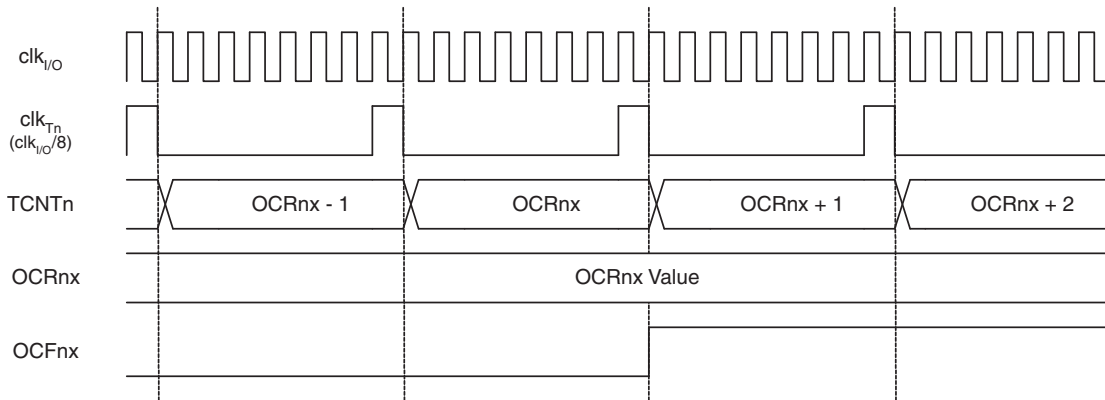 clkI/O
clkTn
(clkI/O/8)
TCNTn OCRnx - 1 OCRnx OCRnx + 1 OCRnx + 2
OCRnx OCRnx Value
OCFnx